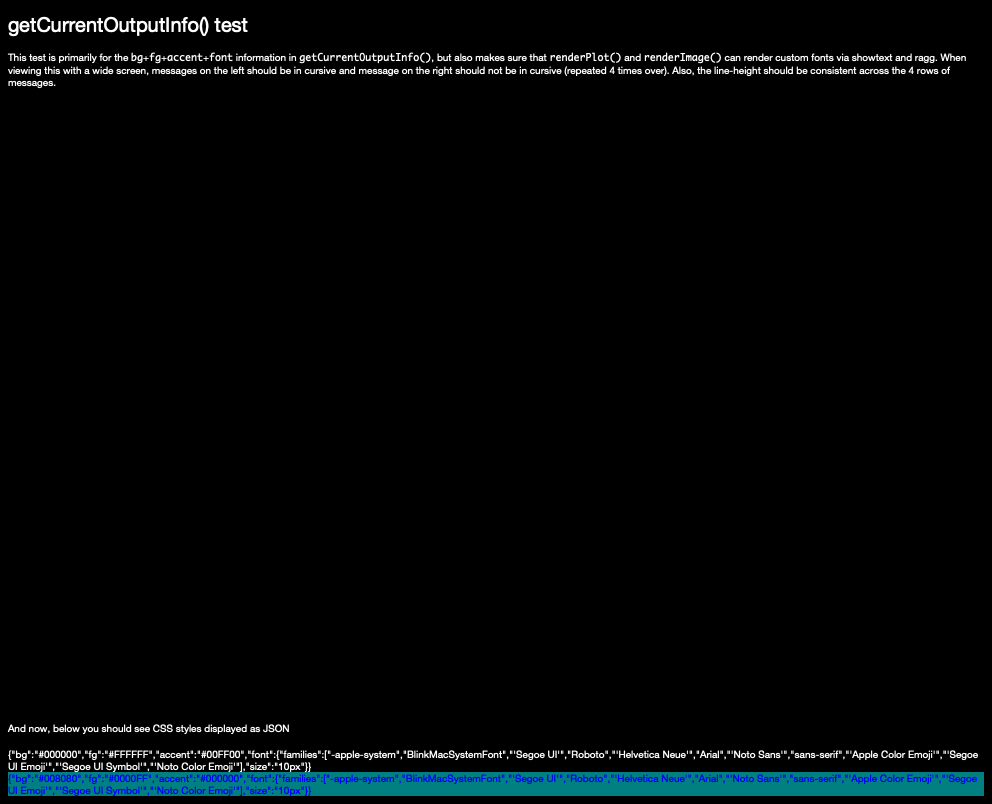 getCurrentOutputInfo() test
This test is primarily for the bg+fg+accent+font information in getCurrentOutputInfo(), but also makes sure that renderPlot() and renderImage() can render custom fonts via showtext and ragg. When
viewing this with a wide screen, messages on the left should be in cursive and message on the right should not be in cursive (repeated 4 times over). Also, the line-height should be consistent across the 4 rows of
messages.
And now, below you should see CSS styles displayed as JSON
{"bg":"#000000","fg":"#FFFFFF","accent":"#00FF00","font":{"families":["-apple-system","BlinkMacSystemFont","'Segoe UI'","Roboto","'Helvetica Neue'","Arial","'Noto Sans'","sans-serif","'Apple Color Emoji'","'Segoe
UI Emoji'","'Segoe UI Symbol'","'Noto Color Emoji'"],"size":"10px"}}
{"bg":"#008080","fg":"#0000FF","accent":"#000000","font":{"families":["-apple-system","BlinkMacSystemFont","'Segoe UI'","Roboto","'Helvetica Neue'","Arial","'Noto Sans'","sans-serif","'Apple Color Emoji'","'Segoe
UI Emoji'","'Segoe UI Symbol'","'Noto Color Emoji'"],"size":"10px"}}